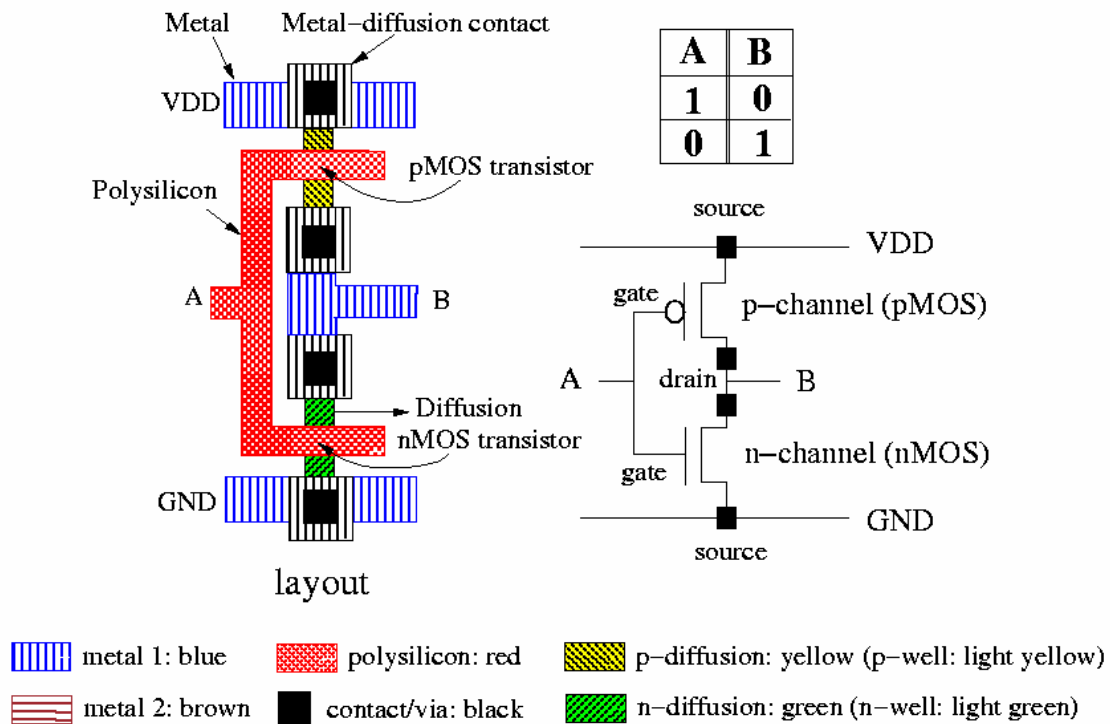 Metal
Metal-diffusion contact
VDD
pMOS transistor
Polysilicon
A
B
Diffusion
nMOS transistor
GND
layout
A B
1 0
0 1
source
VDD
gate
p-channel (pMOS)
A
drain
B
n-channel (nMOS)
gate
GND
source
metal 1: blue
polysilicon: red
p-diffusion: yellow (p-well: light yellow)
metal 2: brown
contact/via: black
n-diffusion: green (n-well: light green)